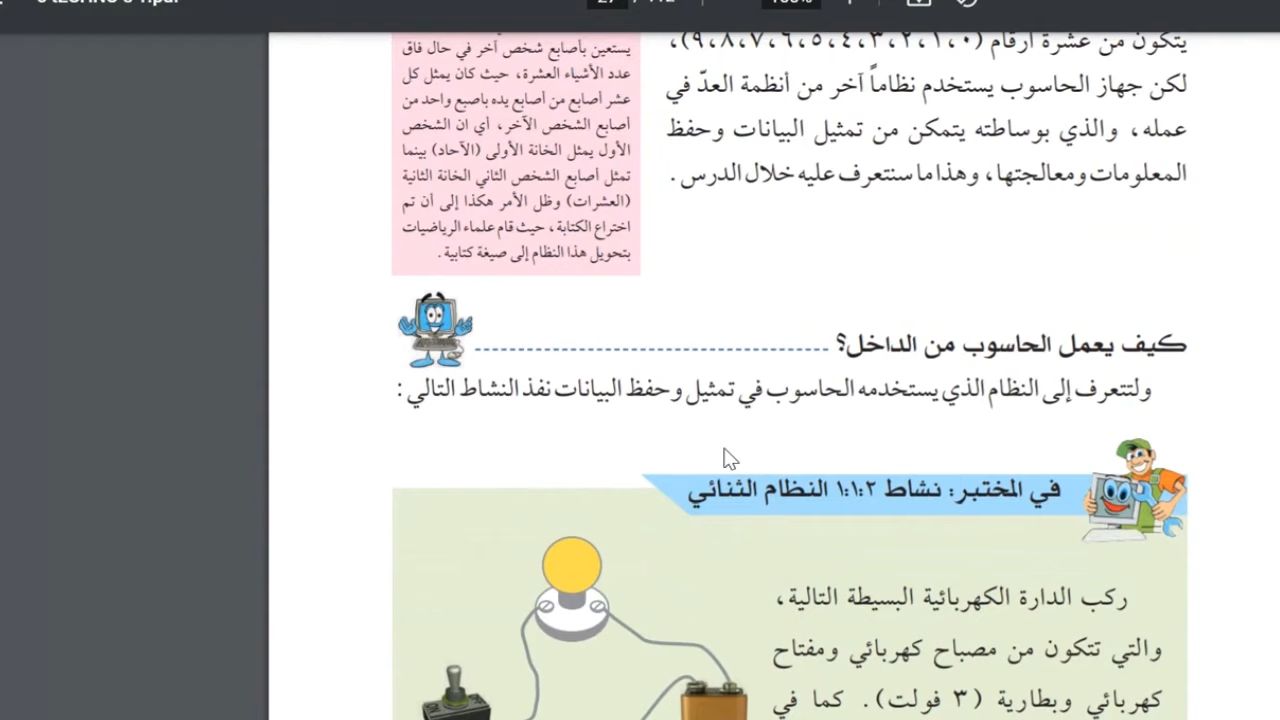 27 / 112
يتكون من عشرة أرقام (٠،١،٢،٣،٤،٥،٦،٧،٨،٩)،
لكن جهاز الحاسوب يستخدم نظاماً آخر من أنظمة العدّ في
عمله، والذي بوساطته يتمكن من تمثيل البيانات وحفظ
المعلومات ومعالجتها، وهذا ما سنتعرف عليه خلال الدرس .
يستعين بأصابع شخص آخر في حال فاق
عدد الأشياء العشرة، حيث كان يمثل كل
عشر أصابع من أصابع يده باصبع واحد من
أصابع الشخص الآخر، أي ان الشخص
الأول يمثل الخانة الأولى (الآحاد) بينما
تمثل أصابع الشخص الثاني الخانة الثانية
(العشرات) وظل الأمر هكذا إلى أن تم
اختراع الكتابة، حيث قام علماء الرياضيات
بتحويل هذا النظام إلى صيغة كتابية .
كيف يعمل الحاسوب من الداخل؟
ولتتعرف إلى النظام الذي يستخدمه الحاسوب في تمثيل وحفظ البيانات نفذ النشاط التالي :
في المختبر: نشاط ١:١:٢ النظام الثنائي
ركب الدارة الكهربائية البسيطة التالية،
والتي تتكون من مصباح كهربائي ومفتاح
كهربائي وبطارية (٣ فولت). كما في